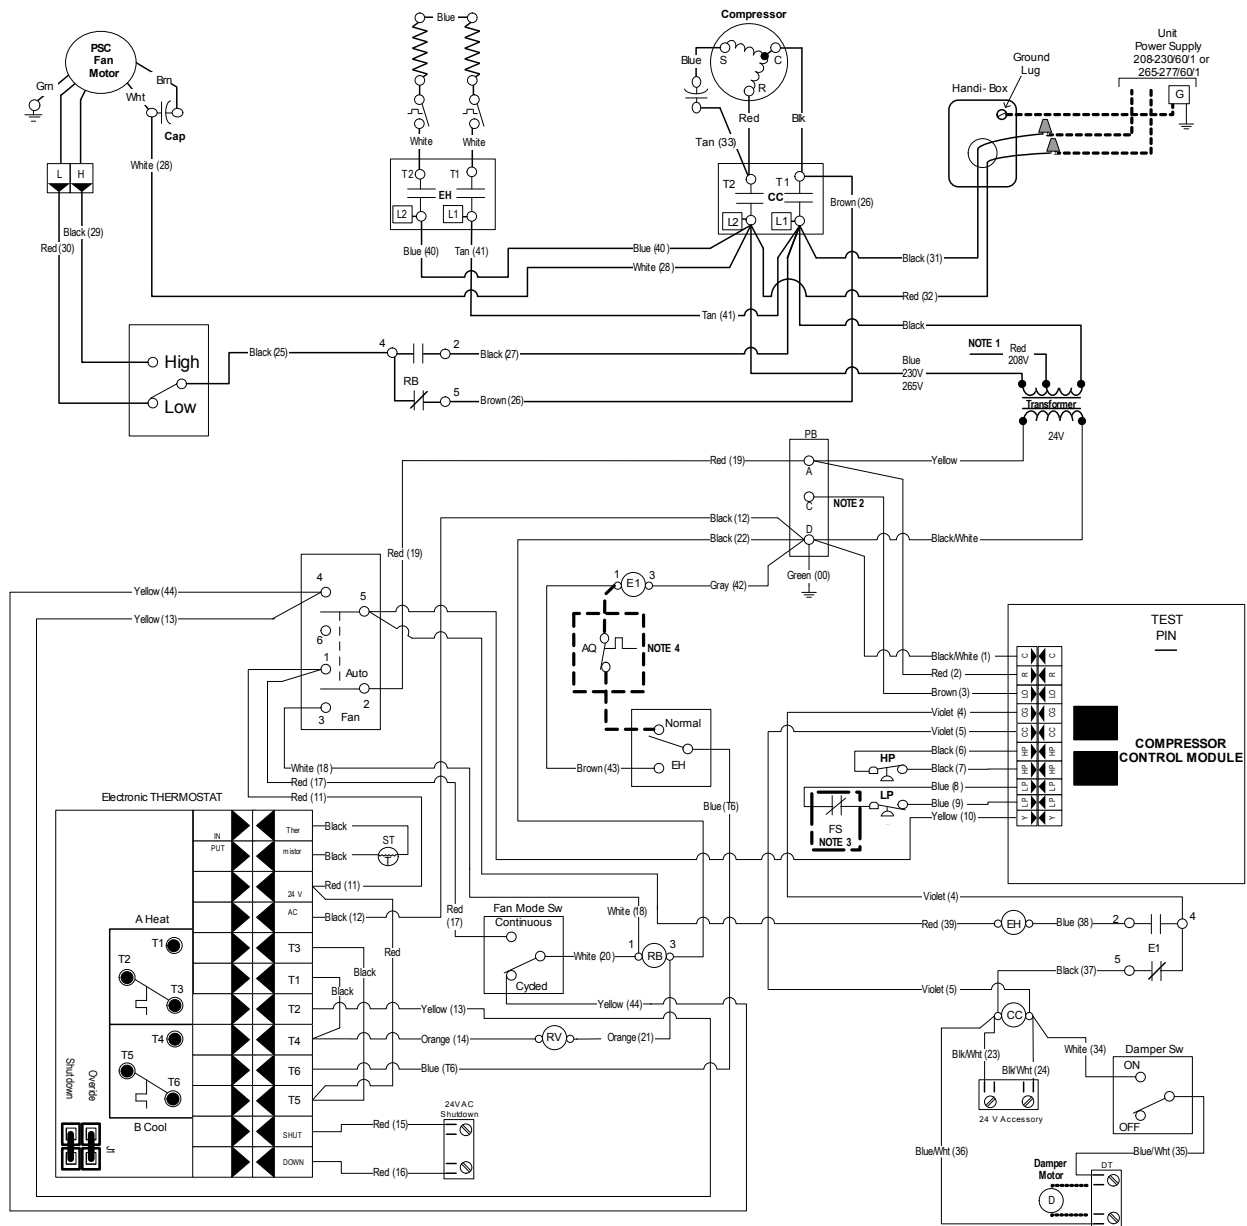 PSC
Fan
Motor
Grn
Brn
Wht
Cap
White (28)
L
H
Black (29)
Red (30)
High
Low
Blue
White
White
T2
T1
EH
L2
L1
Blue (40)
Tan (41)
Compressor
Blue
S
C
R
Red
Blk
Tan (33)
T2
T1
CC
L2
L1
Brown (26)
Handi- Box
Ground
Lug
Unit
Power Supply
208-230/60/1 or
265-277/60/1
G
Blue (40)
White (28)
Black (31)
Red (32)
Tan (41)
Black
Black (25)
4
2
Black (27)
RB
5
Brown (26)
NOTE 1
Red
208V
Blue
230V
265V
Transformer
24V
PB
Red (19)
A
Yellow
C
NOTE 2
Black (12)
Black (22)
D
Black/White
Green (00)
Red (19)
Yellow (44)
Yellow (13)
4
5
6
1
Auto
2
3
Fan
1
E1
3
Gray (42)
AQ
NOTE 4
Normal
EH
Brown (43)
Blue (T6)
TEST
PIN
COMPRESSOR
CONTROL MODULE
Black/White (1)
C
C
Red (2)
R
R
Brown (3)
LO
LO
Violet (4)
CG
CG
Violet (5)
CC
CC
Black (6)
HP
HP
HP
Black (7)
HP
HP
Blue (8)
LP
LP
LP
Blue (9)
LP
LP
Yellow (10)
Y
Y
FS
NOTE 3
White (18)
Red (17)
Red (11)
Electronic THERMOSTAT
IN
PUT
Ther
mistor
Black
Black
ST
24 V
AC
Red (11)
Black (12)
T3
T1
T2
T4
T6
T5
SHUT
DOWN
Black
Black
Red
Yellow (13)
Orange (14)
RV
Orange (21)
Blue (T6)
Red (15)
Red (16)
24VAC
Shutdown
A Heat
T1
T2
T3
T4
T5
T6
B Cool
Shutdown
Overide
J1
Red
(17)
Fan Mode Sw
Continuous
Cycled
White (18)
White (20)
1
RB
3
Yellow (44)
Violet (4)
Red (39)
EH
Blue (38)
2
4
E1
5
Black (37)
Violet (5)
CC
Blk/Wht (23)
Blk/Wht (24)
24 V Accessory
White (34)
Damper Sw
ON
OFF
Blue/Wht (36)
Blue/Wht (35)
Damper
Motor
D
DT